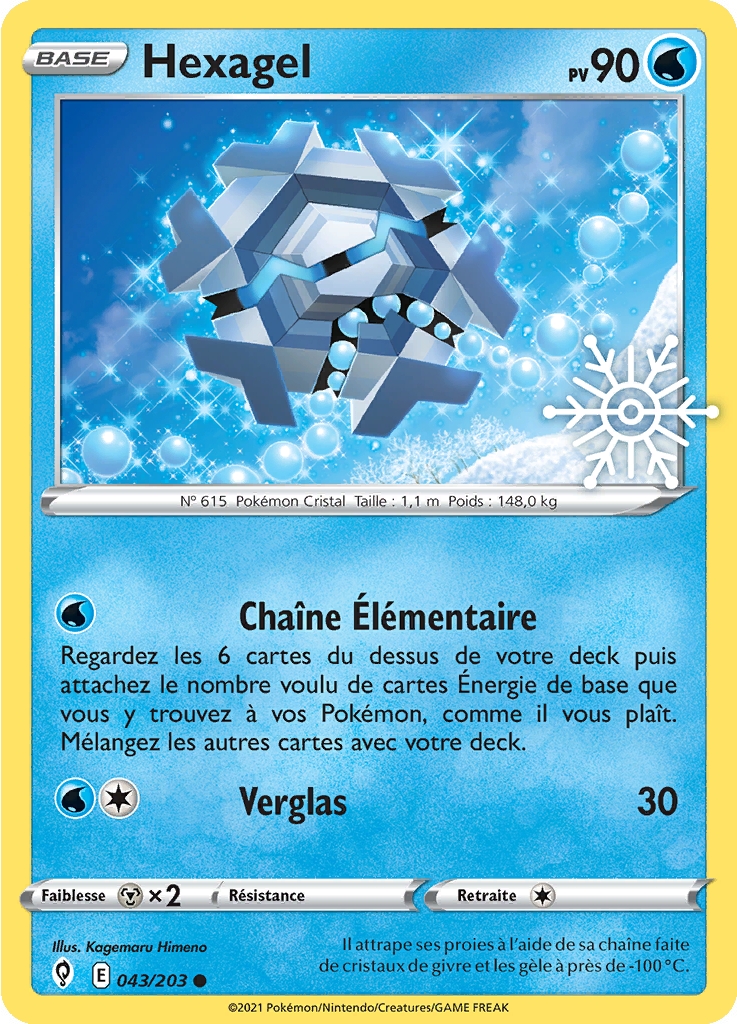 BASE Hexagel PV 90
N° 615 Pokémon Cristal Taille : 1,1 m Poids : 148,0 kg
Chaîne Élémentaire
Regardez les 6 cartes du dessus de votre deck puis
attachez le nombre voulu de cartes Énergie de base que
vous y trouvez à vos Pokémon, comme il vous plaît.
Mélangez les autres cartes avec votre deck.
Verglas 30
Faiblesse ×2 Résistance Retraite
Illus. Kagemaru Himeno
Il attrape ses proies à l'aide de sa chaîne faite
de cristaux de givre et les gèle à près de -100 °C.
E 043/203
©2021 Pokémon/Nintendo/Creatures/GAME FREAK